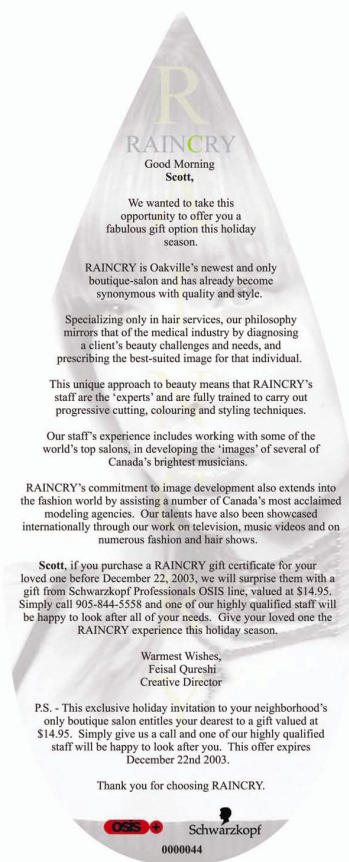 R
RAINCRY
Good Morning
Scott,
We wanted to take this
opportunity to offer you a
fabulous gift option this holiday
season.
RAINCRY is Oakville's newest and only
boutique-salon and has already become
synonymous with quality and style.
Specializing only in hair services, our philosophy
mirrors that of the medical industry by diagnosing
a client's beauty challenges and needs, and
prescribing the best-suited image for that individual.
This unique approach to beauty means that RAINCRY's
staff are the 'experts' and are fully trained to carry out
progressive cutting, colouring and styling techniques.
Our staff's experience includes working with some of the
world's top salons, in developing the 'images' of several of
Canada's brightest musicians.
RAINCRY's commitment to image development also extends into
the fashion world by assisting a number of Canada's most acclaimed
modeling agencies. Our talents have also been showcased
internationally through our work on television, music videos and on
numerous fashion and hair shows.
Scott, if you purchase a RAINCRY gift certificate for your
loved one before December 22, 2003, we will surprise them with a
gift from Schwarzkopf Professionals OSIS line, valued at $14.95.
Simply call 905-844-5558 and one of our highly qualified staff will
be happy to look after all of your needs. Give your loved one the
RAINCRY experience this holiday season.
Warmest Wishes,
Feisal Qureshi
Creative Director
P.S. - This exclusive holiday invitation to your neighborhood's
only boutique salon entitles your dearest to a gift valued at
$14.95. Simply give us a call and one of our highly qualified
staff will be happy to look after you. This offer expires
December 22nd 2003.
Thank you for choosing RAINCRY.
OSIS +
Schwarzkopf
0000044